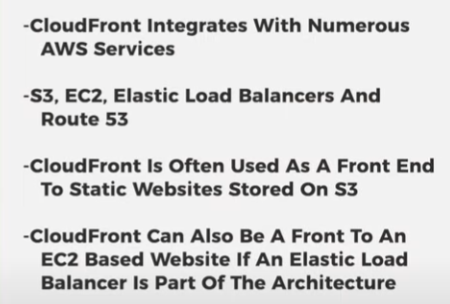 -CloudFront Integrates With Numerous
AWS Services
-S3, EC2, Elastic Load Balancers And
Route 53
-CloudFront Is Often Used As A Front End
To Static Websites Stored On S3
-CloudFront Can Also Be A Front To An
EC2 Based Website If An Elastic Load
Balancer Is Part Of The Architecture